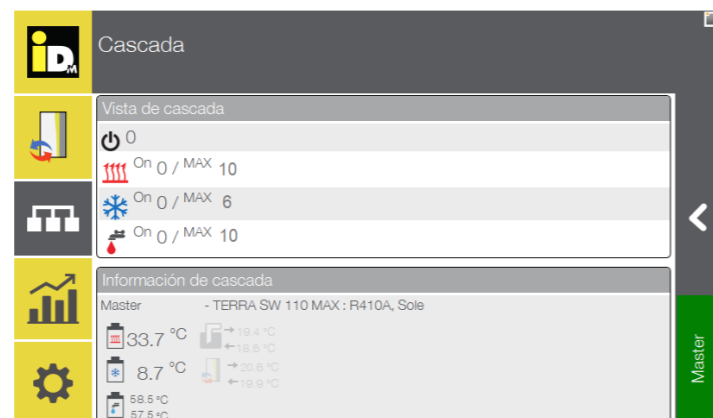 iDM
Cascada
Vista de cascada
0
On 0 / MAX 10
On 0 / MAX 6
On 0 / MAX 10
Información de cascada
Master - TERRA SW 110 MAX : R410A, Sole
33.7 °C
19.4 °C
18.6 °C
8.7 °C
20.6 °C
19.9 °C
58.5 °C
57.5 °C
Master